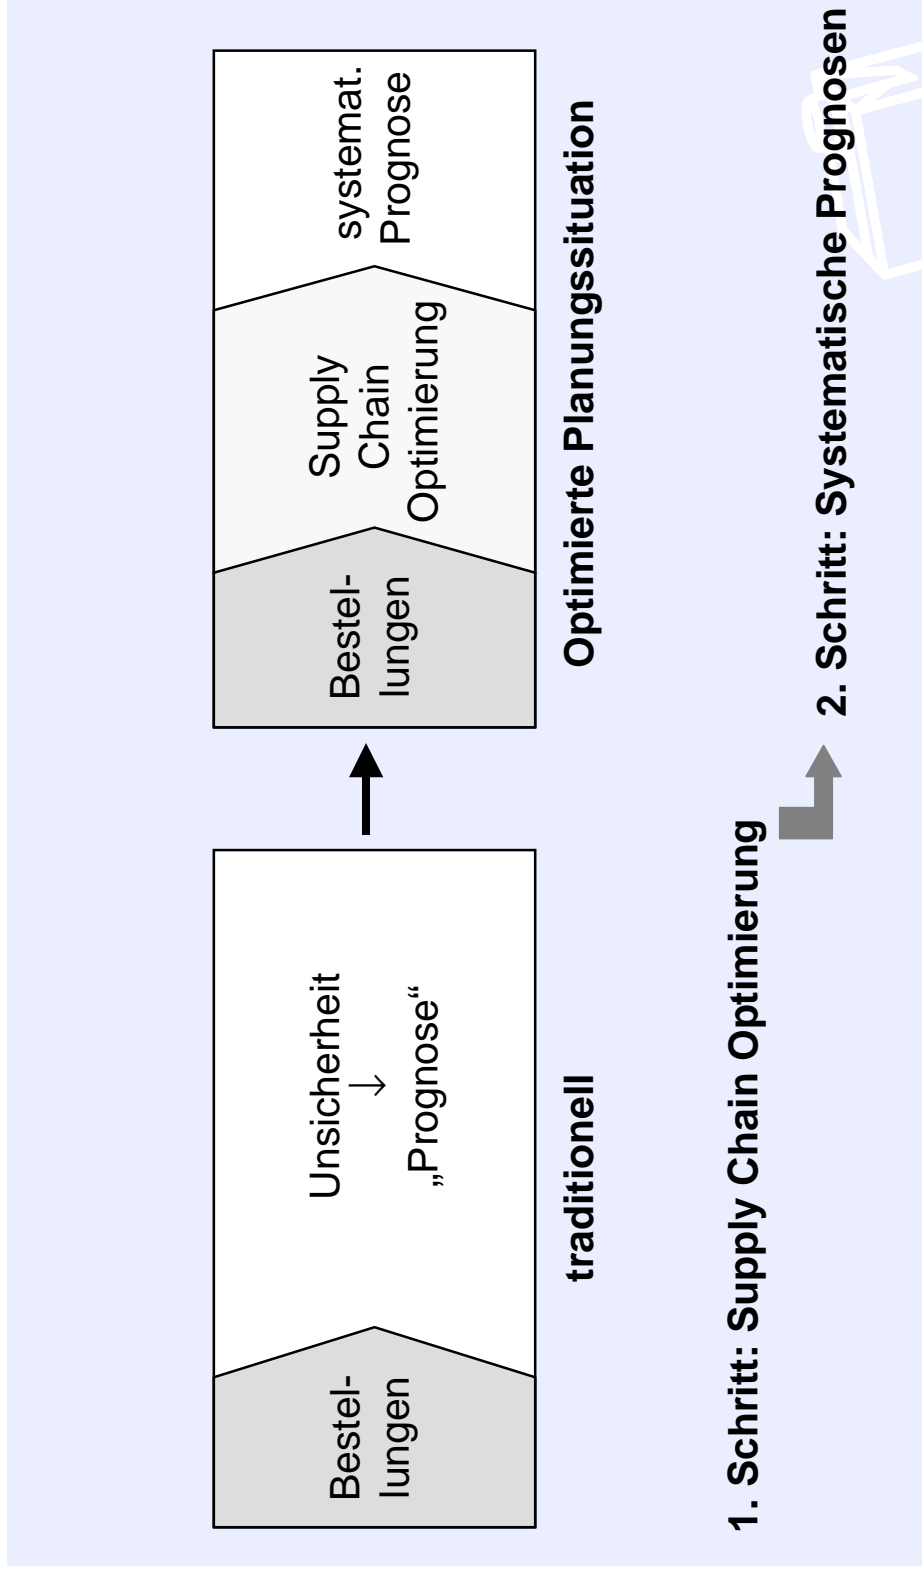 Bestel-
lungen
Unsicherheit
↓
„Prognose“
traditionell
Bestel-
lungen
Supply
Chain
Optimierung
systemat.
Prognose
Optimierte Planungssituation
1. Schritt: Supply Chain Optimierung
2. Schritt: Systematische Prognosen